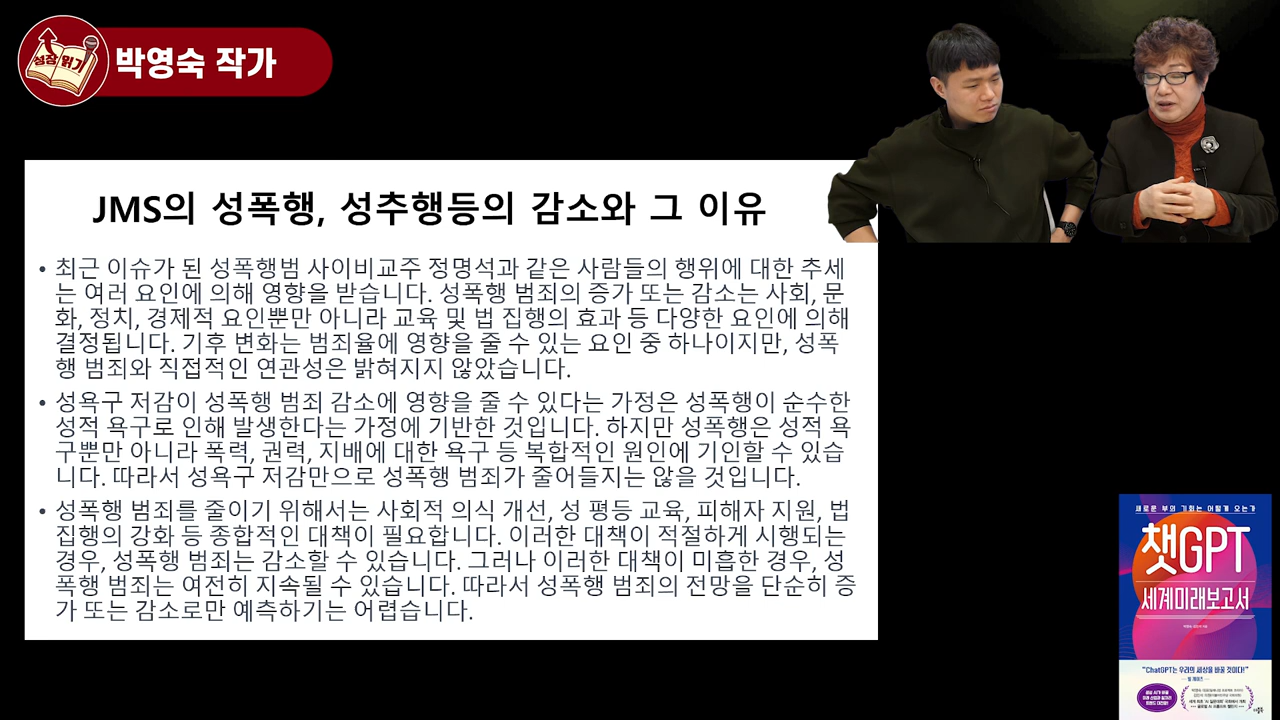 성장 읽기
박영숙 작가
JMS의 성폭행, 성추행등의 감소와 그 이유
• 최근 이슈가 된 성폭행범 사이비교주 정명석과 같은 사람들의 행위에 대한 추세
는 여러 요인에 의해 영향을 받습니다. 성폭행 범죄의 증가 또는 감소는 사회, 문
화, 정치, 경제적 요인뿐만 아니라 교육 및 법 집행의 효과 등 다양한 요인에 의해
결정됩니다. 기후 변화는 범죄율에 영향을 줄 수 있는 요인 중 하나이지만, 성폭
행 범죄와 직접적인 연관성은 밝혀지지 않았습니다.
• 성욕구 저감이 성폭행 범죄 감소에 영향을 줄 수 있다는 가정은 성폭행이 순수한
성적 욕구로 인해 발생한다는 가정에 기반한 것입니다. 하지만 성폭행은 성적 욕
구뿐만 아니라 폭력, 권력, 지배에 대한 욕구 등 복합적인 원인에 기인할 수 있습
니다. 따라서 성욕구 저감만으로 성폭행 범죄가 줄어들지는 않을 것입니다.
• 성폭행 범죄를 줄이기 위해서는 사회적 의식 개선, 성 평등 교육, 피해자 지원, 법
집행의 강화 등 종합적인 대책이 필요합니다. 이러한 대책이 적절하게 시행되는
경우, 성폭행 범죄는 감소할 수 있습니다. 그러나 이러한 대책이 미흡한 경우, 성
폭행 범죄는 여전히 지속될 수 있습니다. 따라서 성폭행 범죄의 전망을 단순히 증
가 또는 감소로만 예측하기는 어렵습니다.
새로운 부의 기회는 어떻게 오는가
챗GPT
세계미래보고서
"ChatGPT는 우리의 세상을 바꿀 것이다!"
— 빌 게이츠 —